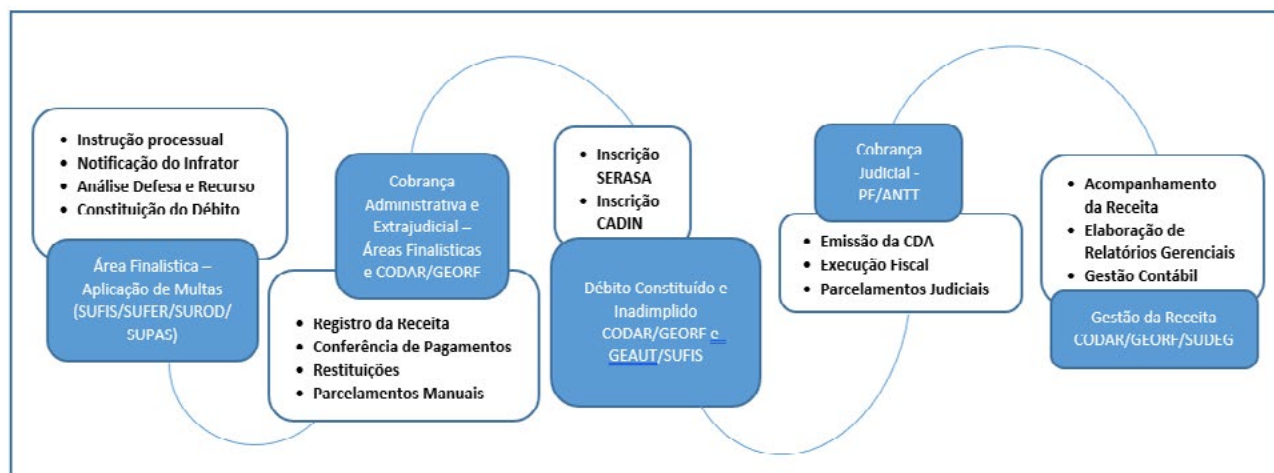 Instrução processual
Notificação do Infrator
Análise Defesa e Recurso
Constituição do Débito
Área Finalistica –
Aplicação de Multas
(SUFIS/SUFER/SUROD/
SUPAS)
Cobrança
Administrativa e
Extrajudicial –
Áreas Finalísticas
e CODAR/GEORF
Registro da Receita
Conferência de Pagamentos
Restituições
Parcelamentos Manuais
Inscrição
SERASA
Inscrição
CADIN
Débito Constituído e
Inadimplido
CODAR/GEORF e
GEAUT/SUFIS
Cobrança
Judicial -
PF/ANTT
Emissão da CDA
Execução Fiscal
Parcelamentos Judiciais
Acompanhamento
da Receita
Elaboração de
Relatórios Gerenciais
Gestão Contábil
Gestão da Receita
CODAR/GEORF/SUDEG